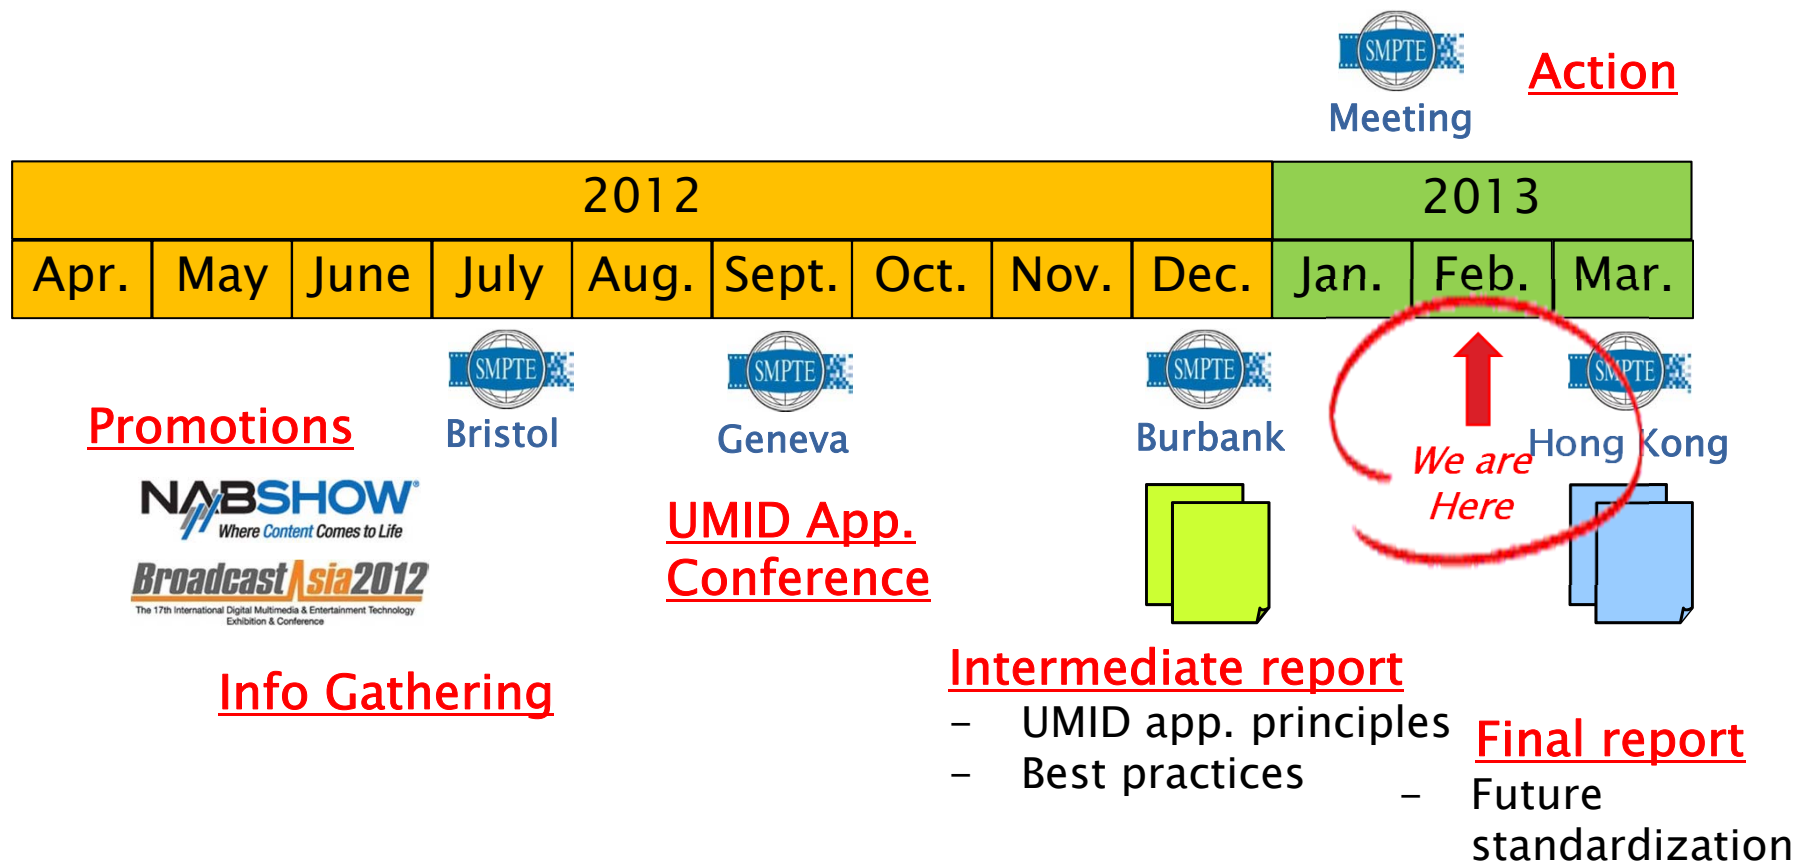 SMPTE
Meeting
Action
2012
2013
Apr.
May
June
July
Aug.
Sept.
Oct.
Nov.
Dec.
Jan.
Feb.
Mar.
SMPTE
Bristol
SMPTE
Geneva
SMPTE
Burbank
SMPTE
Hong Kong
We are
Here
Promotions
NABSHOW®
Where Content Comes to Life
BroadcastAsia2012
The 17th International Digital Multimedia & Entertainment Technology
Exhibition & Conference
Info Gathering
UMID App.
Conference
Intermediate report
- UMID app. principles
- Best practices
Final report
- Future
standardization